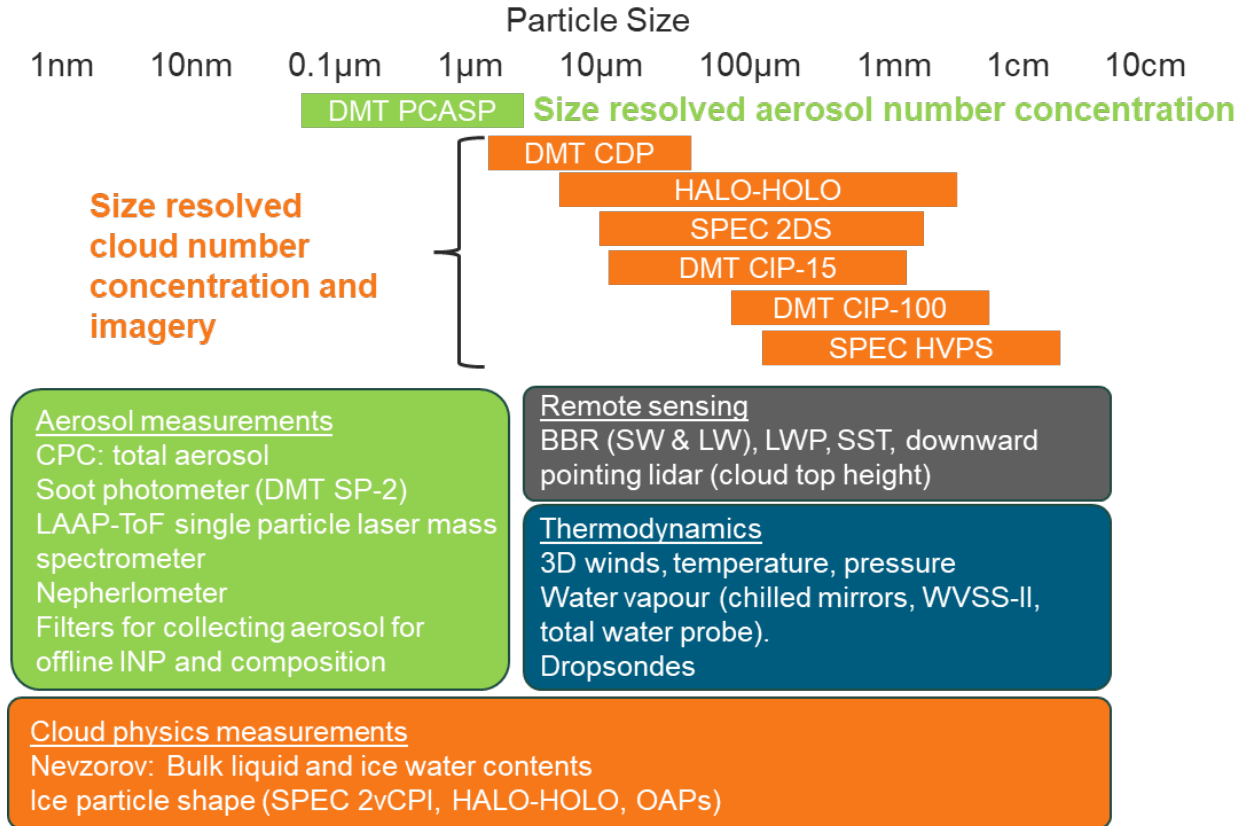 Particle Size
1nm 10nm 0.1µm 1µm 10µm 100µm 1mm 1cm 10cm
DMT PCASP Size resolved aerosol number concentration
DMT CDP
HALO-HOLO
SPEC 2DS
DMT CIP-15
DMT CIP-100
SPEC HVPS
Size resolved
cloud number
concentration and
imagery
Aerosol measurements
CPC: total aerosol
Soot photometer (DMT SP-2)
LAAP-ToF single particle laser mass
spectrometer
Nepherlometer
Filters for collecting aerosol for
offline INP and composition
Remote sensing
BBR (SW & LW), LWP, SST, downward
pointing lidar (cloud top height)
Thermodynamics
3D winds, temperature, pressure
Water vapour (chilled mirrors, WVSS-II,
total water probe).
Dropsondes
Cloud physics measurements
Nevzorov: Bulk liquid and ice water contents
Ice particle shape (SPEC 2vCPI, HALO-HOLO, OAPs)